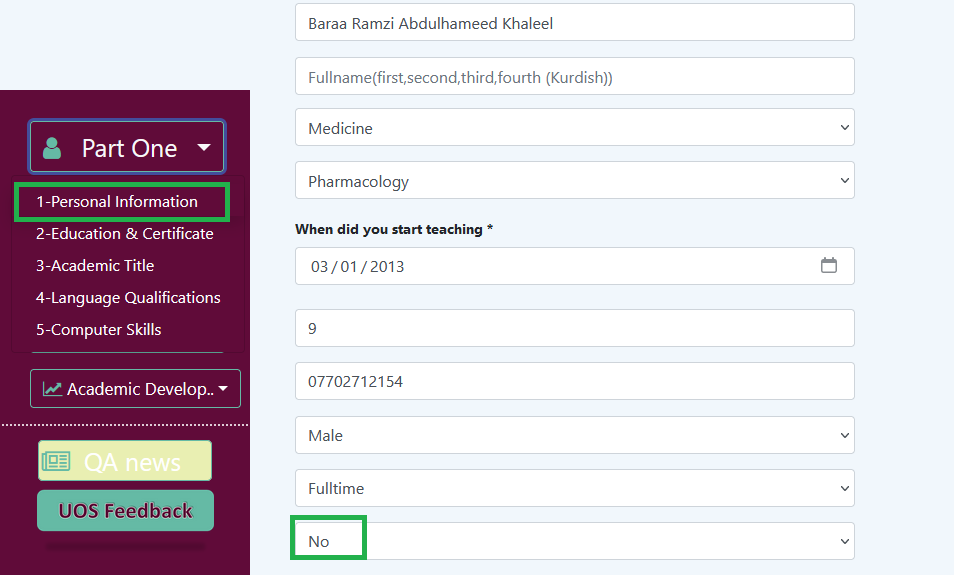 Part One
1-Personal Information
2-Education & Certificate
3-Academic Title
4-Language Qualifications
5-Computer Skills
Academic Develop..
QA news
UOS Feedback
Baraa Ramzi Abdulhameed Khaleel
Fullname(first,second,third,fourth (Kurdish))
Medicine
Pharmacology
When did you start teaching *
03 / 01 / 2013
9
07702712154
Male
Fulltime
No